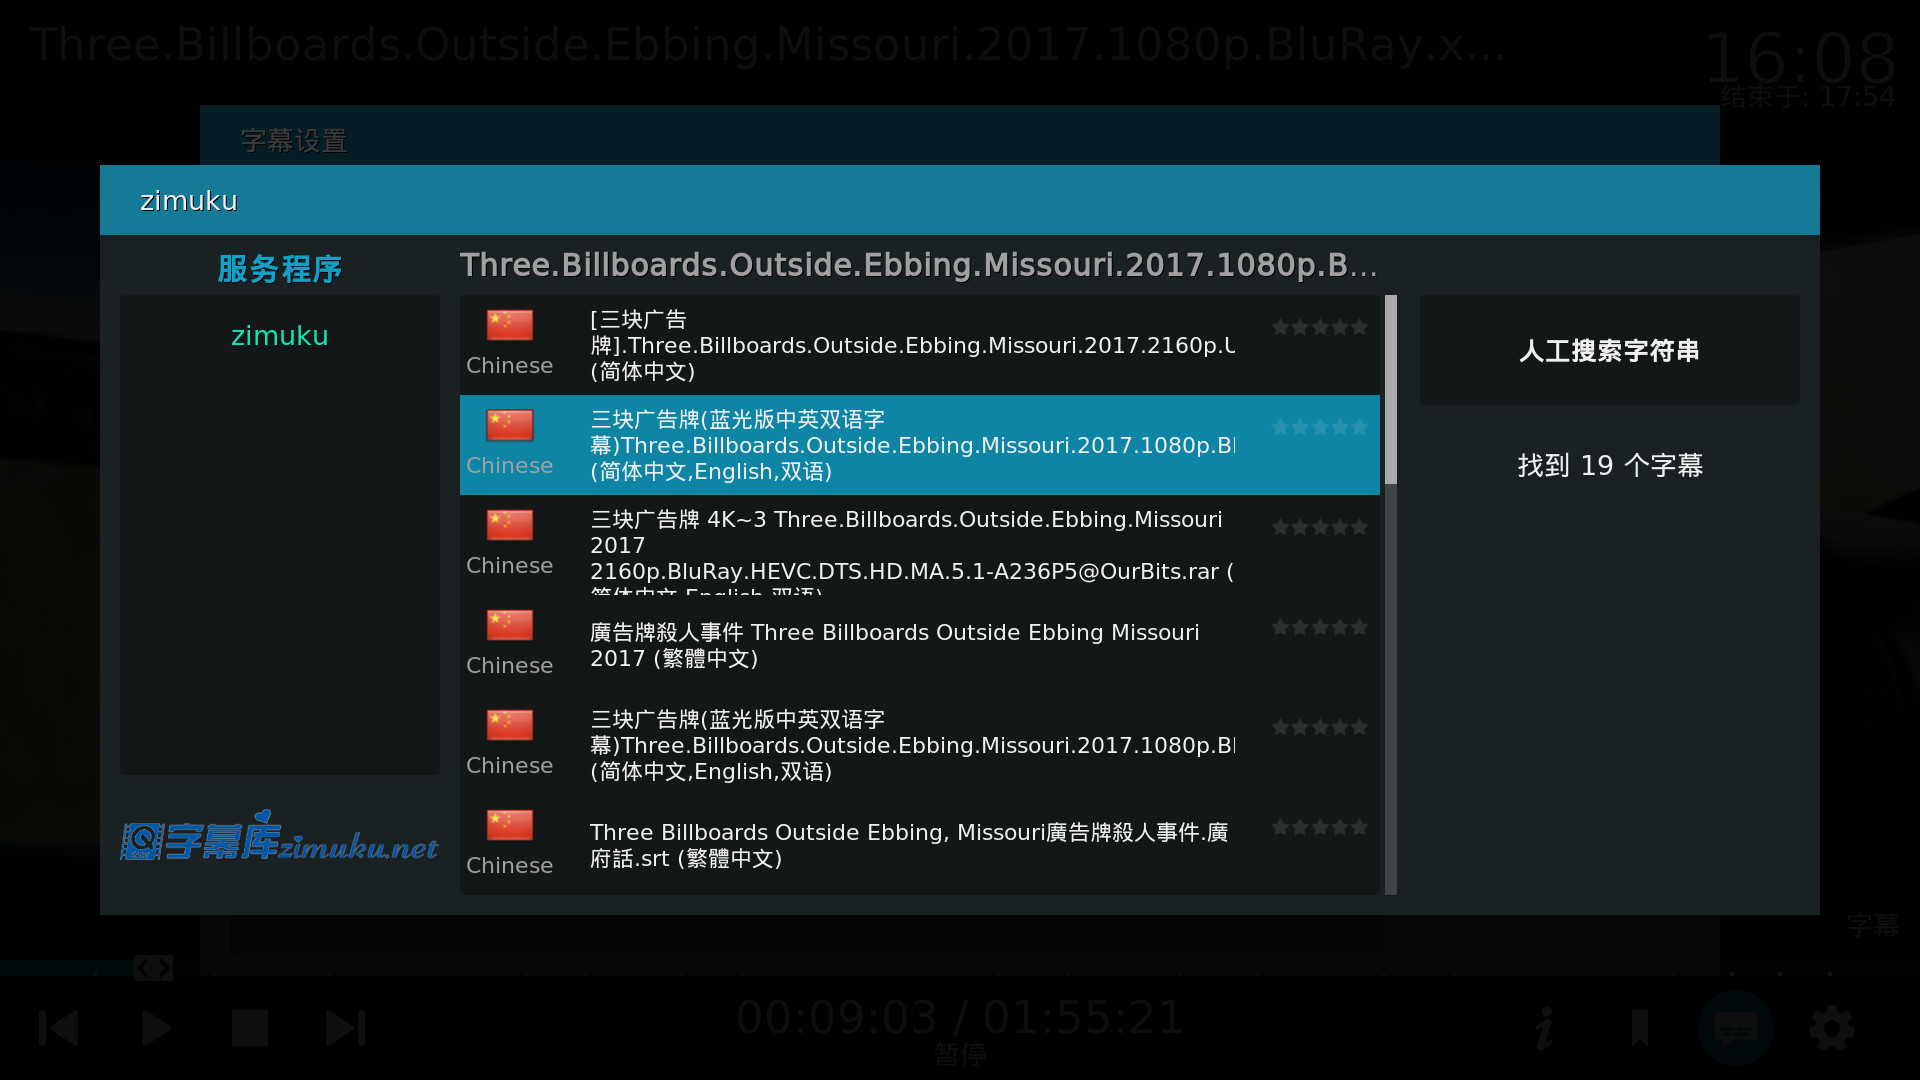 Three.Billboards.Outside.Ebbing.Missouri.2017.1080p.BluRay.x...
16:08
结束于: 17:54
字幕设置
zimuku
服务程序
zimuku
Three.Billboards.Outside.Ebbing.Missouri.2017.1080p.B...
Chinese
[三块广告
牌].Three.Billboards.Outside.Ebbing.Missouri.2017.2160p.U
(简体中文)
Chinese
三块广告牌(蓝光版中英双语字
幕)Three.Billboards.Outside.Ebbing.Missouri.2017.1080p.Bl
(简体中文,English,双语)
Chinese
三块广告牌 4K~3 Three.Billboards.Outside.Ebbing.Missouri
2017
2160p.BluRay.HEVC.DTS.HD.MA.5.1-A236P5@OurBits.rar (
简体中文,English,双语)
Chinese
廣告牌殺人事件 Three Billboards Outside Ebbing Missouri
2017 (繁體中文)
Chinese
三块广告牌(蓝光版中英双语字
幕)Three.Billboards.Outside.Ebbing.Missouri.2017.1080p.Bl
(简体中文,English,双语)
Chinese
Three Billboards Outside Ebbing, Missouri廣告牌殺人事件.廣
府話.srt (繁體中文)
人工搜索字符串
找到 19 个字幕
字幕库zimuku.net
字幕
00:09:03 / 01:55:21
暂停